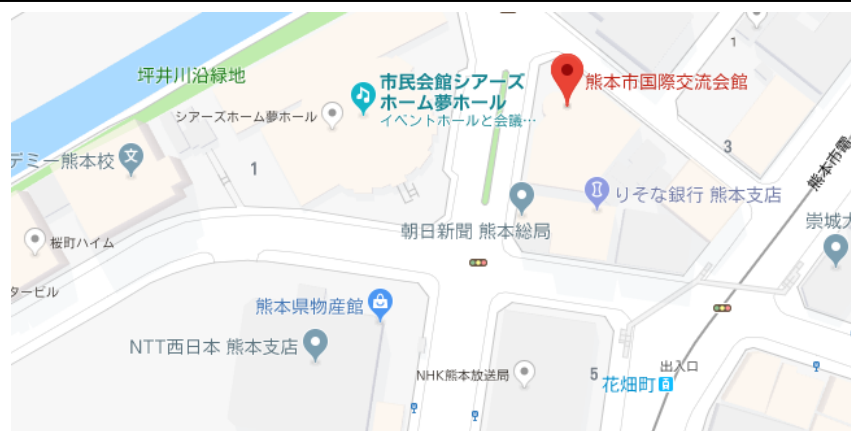 1
坪井川沿緑地
市民会館シアーズ
ホーム夢ホール
イベントホールと会議…
熊本市国際交流会館
シアーズホーム夢ホール
デミー熊本校
文
1
3
熊本市電
りそな銀行 熊本支店
朝日新聞 熊本総局
崇城大
桜町ハイム
タービル
熊本県物産館
NTT西日本 熊本支店
NHK熊本放送局
5
出入口
花畑町